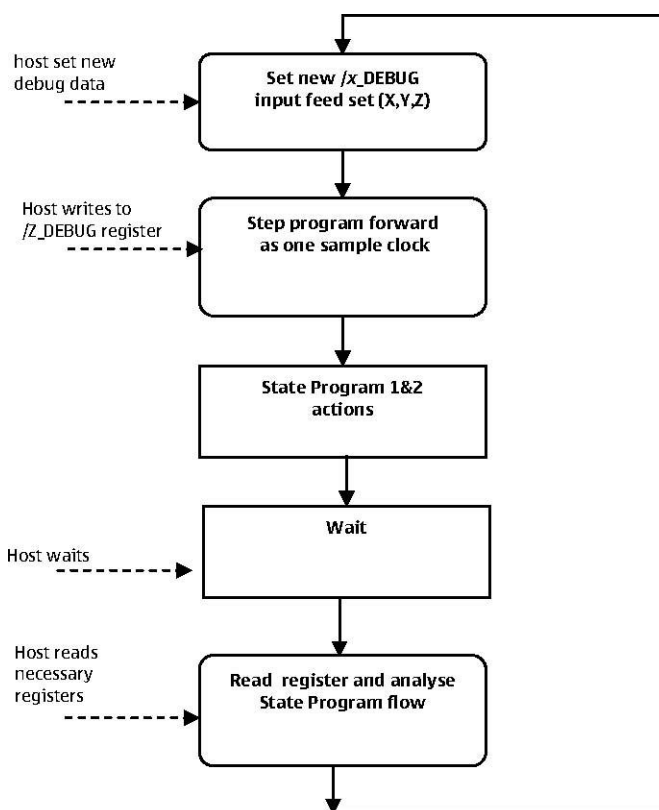 host set new
debug data
Set new /x_DEBUG
input feed set (X,Y,Z)
Host writes to
/Z_DEBUG register
Step program forward
as one sample clock
State Program 1&2
actions
Wait
Host waits
Host reads
necessary
registers
Read register and analyse
State Program flow